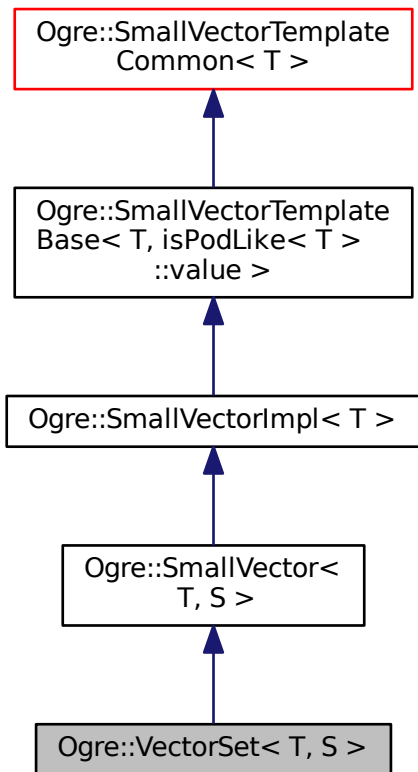 Ogre::SmallVectorTemplate
Common< T >
Ogre::SmallVectorTemplate
Base< T, isPodLike< T >
::value >
Ogre::SmallVectorImpl< T >
Ogre::SmallVector<
T, S >
Ogre::VectorSet< T, S >